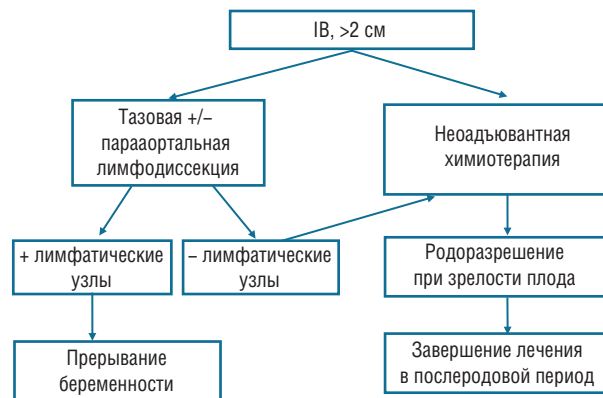 IB, >2 см
Тазовая +/–
парааортальная
лимфодиссекция
Неоадъювантная
химиотерапия
+ лимфатические
узлы
– лимфатические
узлы
Родоразрешение
при зрелости плода
Прерывание
беременности
Завершение лечения
в послеродовой период